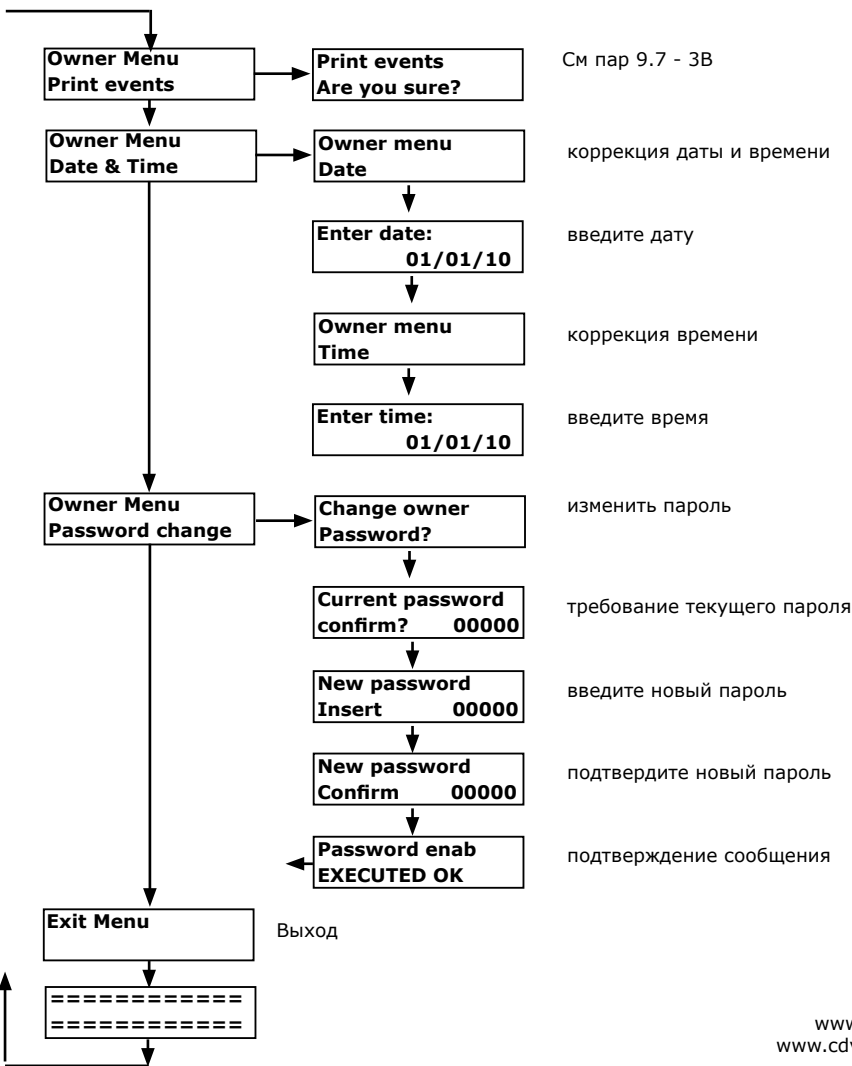 Owner Menu
Print events
Print events
Are you sure?
См пар 9.7 - 3В
Owner Menu
Date & Time
Owner menu
Date
коррекция даты и времени
Enter date:
01/01/10
введите дату
Owner menu
Time
коррекция времени
Enter time:
01/01/10
введите время
Owner Menu
Password change
Change owner
Password?
изменить пароль
Current password
confirm? 00000
требование текущего пароля
New password
Insert 00000
введите новый пароль
New password
Confirm 00000
подтвердите новый пароль
Password enab
EXECUTED OK
подтверждение сообщения
Exit Menu
Выход
============
============
www
www.cdv